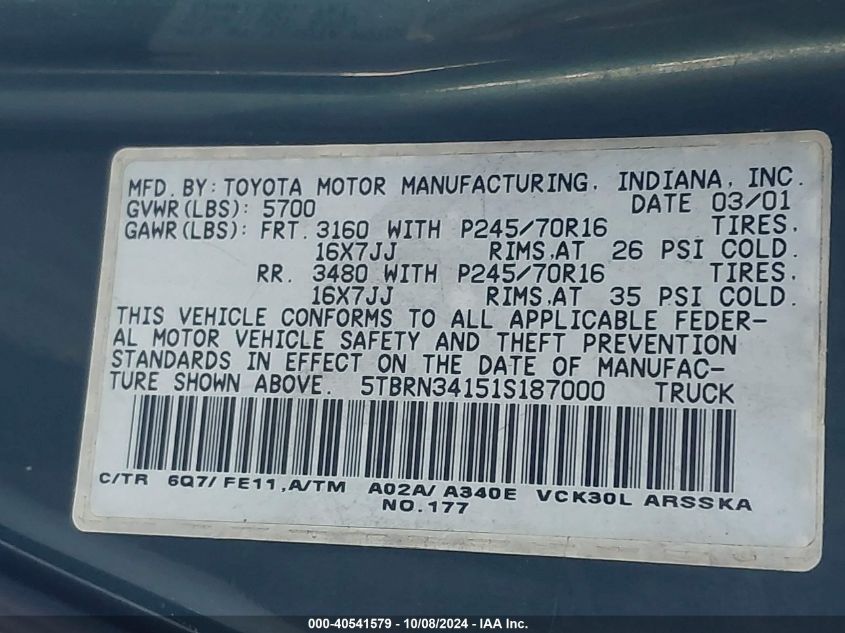 MFD. BY: TOYOTA MOTOR MANUFACTURING, INDIANA, INC.
GVWR(LBS): 5700 DATE 03/01
GAWR(LBS): FRT. 3160 WITH P245/70R16 TIRES,
16X7JJ RIMS,AT 26 PSI COLD.
RR. 3480 WITH P245/70R16 TIRES,
16X7JJ RIMS,AT 35 PSI COLD.
THIS VEHICLE CONFORMS TO ALL APPLICABLE FEDER-
AL MOTOR VEHICLE SAFETY AND THEFT PREVENTION
STANDARDS IN EFFECT ON THE DATE OF MANUFAC-
TURE SHOWN ABOVE. 5TBRN34151S187000 TRUCK
C/TR 6Q7/ FE11,A/TM A02A/ A340E VCK30L ARSSKA
NO.177
000-40541579 - 10/08/2024 - IAA Inc.